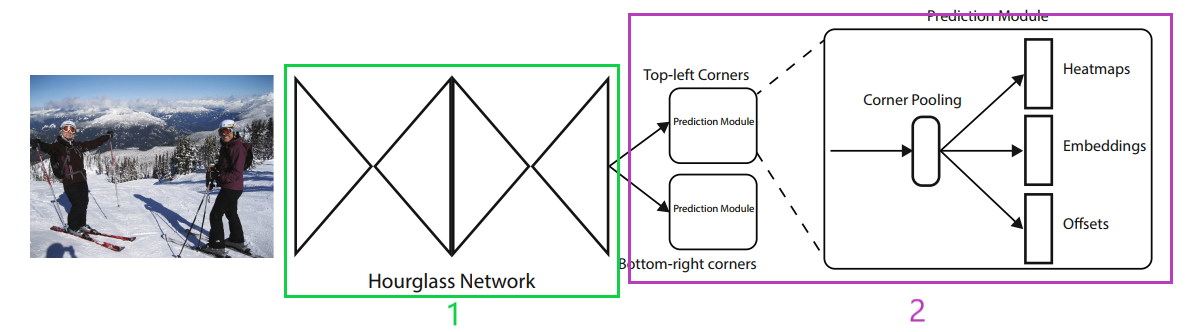 Prediction Module
Top-left Corners
Prediction Module
Corner Pooling
Heatmaps
Embeddings
Offsets
Prediction Module
Bottom-right corners
Hourglass Network
1
2